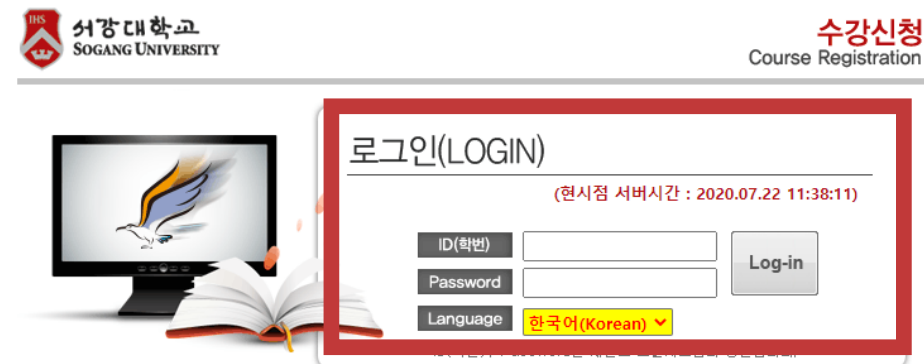 IHS
서강대학교
SOGANG UNIVERSITY
수강신청
Course Registration
로그인(LOGIN)
(현시점 서버시간 : 2020.07.22 11:38:11)
ID(학번)
Log-in
Password
Language
한국어(Korean)